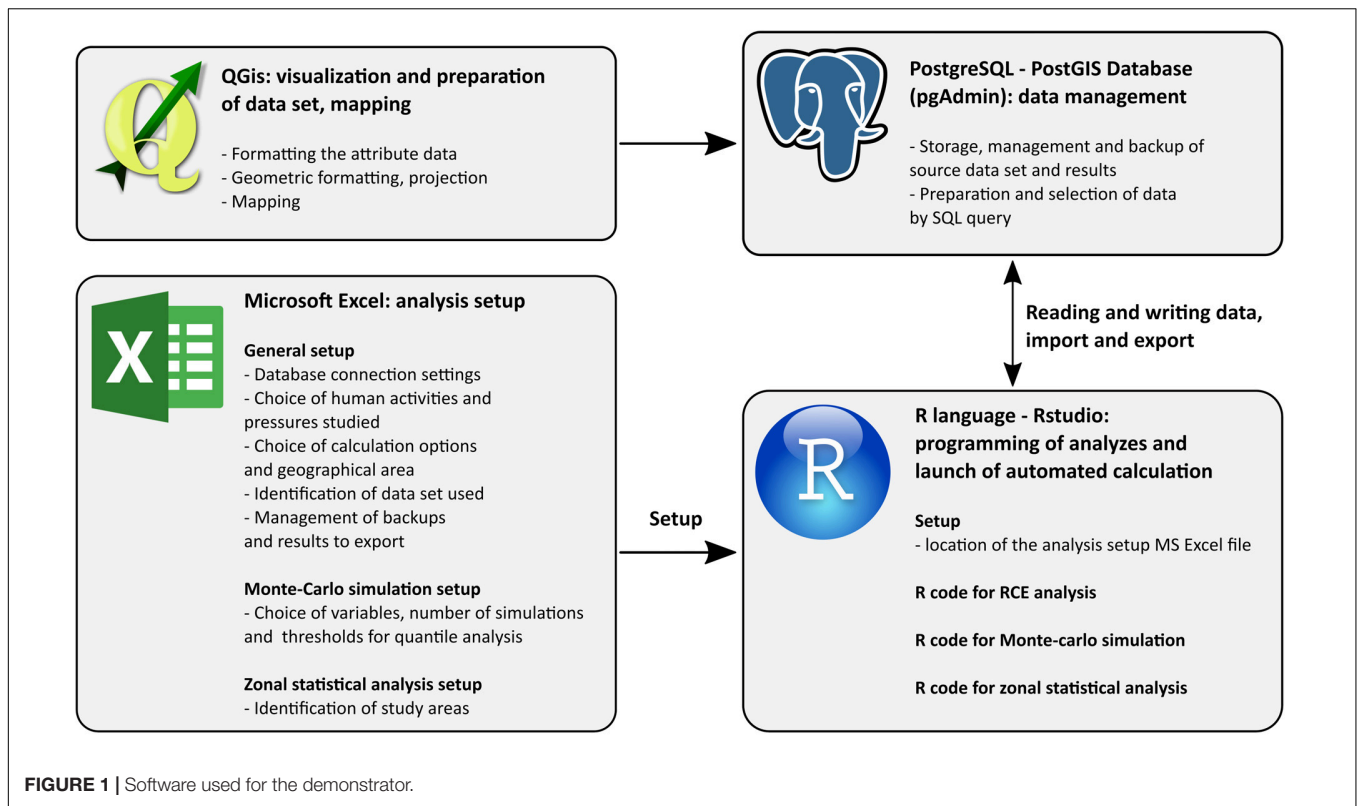 QGis: visualization and preparation
of data set, mapping
- Formatting the attribute data
- Geometric formatting, projection
- Mapping
PostgreSQL - PostGIS Database
(pgAdmin): data management
- Storage, management and backup of
source data set and results
- Preparation and selection of data
by SQL query
Microsoft Excel: analysis setup
General setup
- Database connection settings
- Choice of human activities and
pressures studied
- Choice of calculation options
and geographical area
- Identification of data set used
- Management of backups
and results to export
Monte-Carlo simulation setup
- Choice of variables, number of simulations
and thresholds for quantile analysis
Zonal statistical analysis setup
- Identification of study areas
X
Setup
Reading and writing data,
import and export
R
R language - Rstudio:
programming of analyzes and
launch of automated calculation
Setup
- location of the analysis setup MS Excel file
R code for RCE analysis
R code for Monte-carlo simulation
R code for zonal statistical analysis
FIGURE 1 | Software used for the demonstrator.